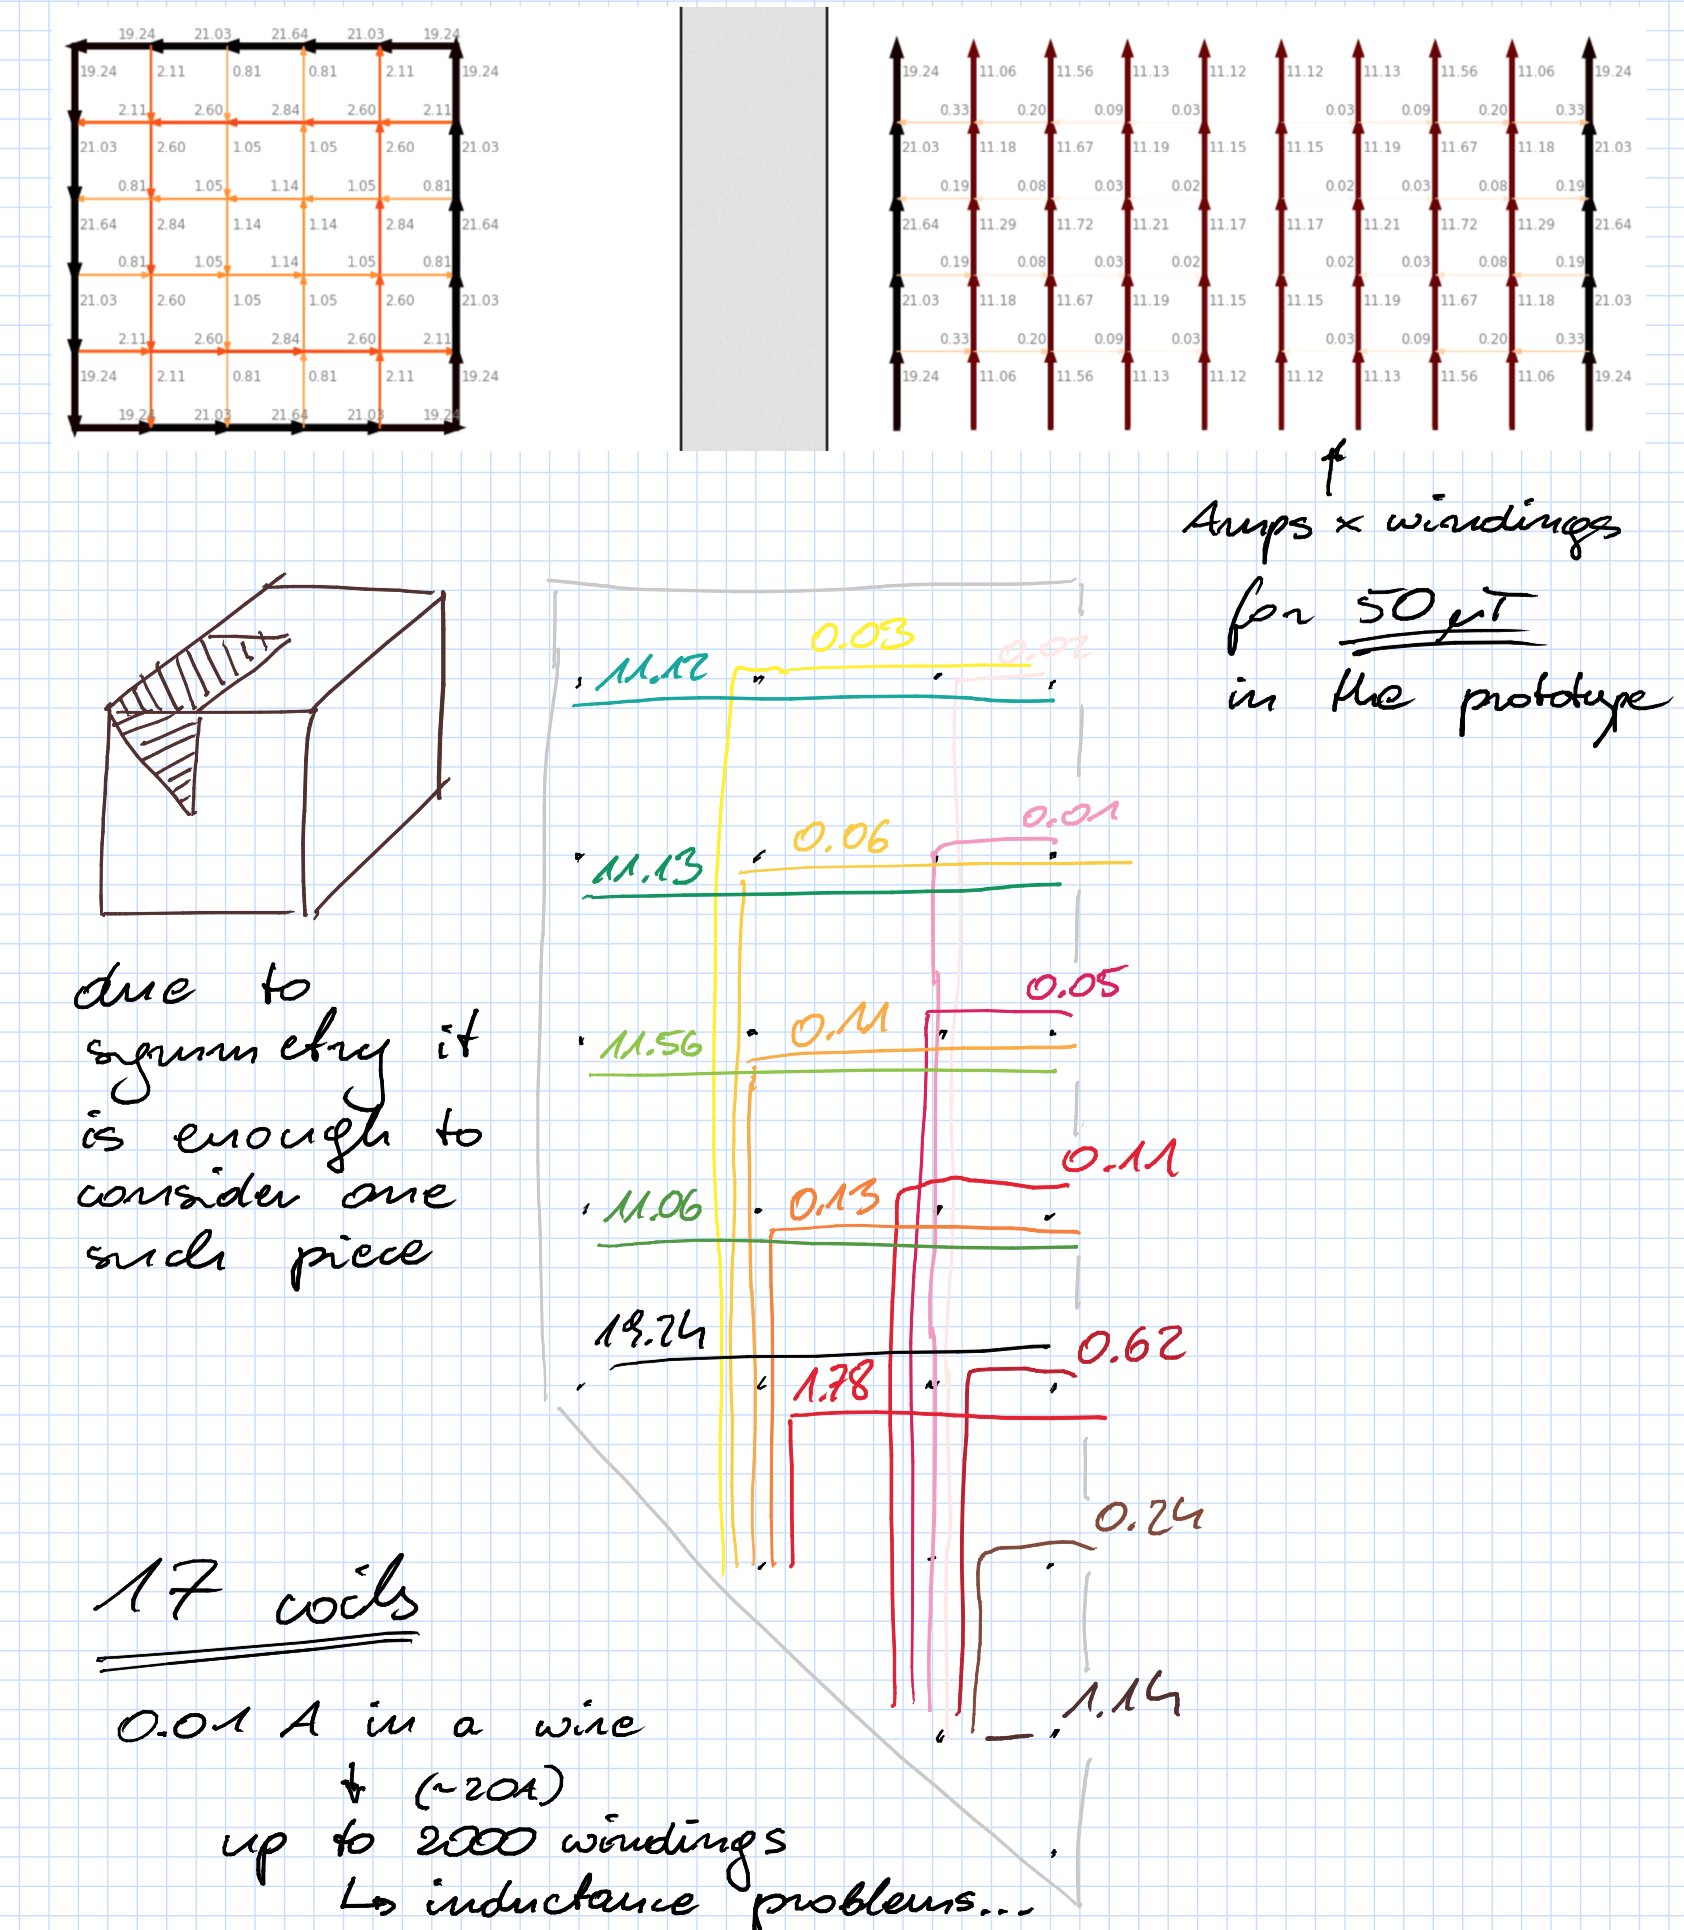 19.24 21.03 21.64 21.03 19.24
19.24 2.11 0.81 0.81 2.11 19.24
2.11 2.60 2.84 2.60 2.11
21.03 2.60 1.05 1.05 2.60 21.03
0.81 1.05 1.14 1.05 0.81
21.64 2.84 1.14 1.14 2.84 21.64
0.81 1.05 1.14 1.05 0.81
21.03 2.60 1.05 1.05 2.60 21.03
2.11 2.60 2.84 2.60 2.11
19.24 2.11 0.81 0.81 2.11 19.24
19.24 21.03 21.64 21.03 19.24
19.24 11.06 11.56 11.13 11.12 11.12 11.13 11.56 11.06 19.24
0.33 0.20 0.09 0.03 0.03 0.09 0.20 0.33
21.03 11.18 11.67 11.19 11.15 11.15 11.19 11.67 11.18 21.03
0.19 0.08 0.03 0.02 0.02 0.03 0.08 0.19
21.64 11.29 11.72 11.21 11.17 11.17 11.21 11.72 11.29 21.64
0.19 0.08 0.03 0.02 0.02 0.03 0.08 0.19
21.03 11.18 11.67 11.19 11.15 11.15 11.19 11.67 11.18 21.03
0.33 0.20 0.09 0.03 0.03 0.09 0.20 0.33
19.24 11.06 11.56 11.13 11.12 11.12 11.13 11.56 11.06 19.24
Amps x windings
for 50 μT
in the prototype
11.12 0.03 0.02
11.13 0.06 0.01
11.56 0.11 0.05
11.06 0.13 0.11
19.24 1.78 0.62
0.24
1.14
due to
symmetry it
is enough to
consider one
such piece
17 coils
0.01 A in a wire
↓ (~20A)
up to 2000 windings
↳ inductance problems...